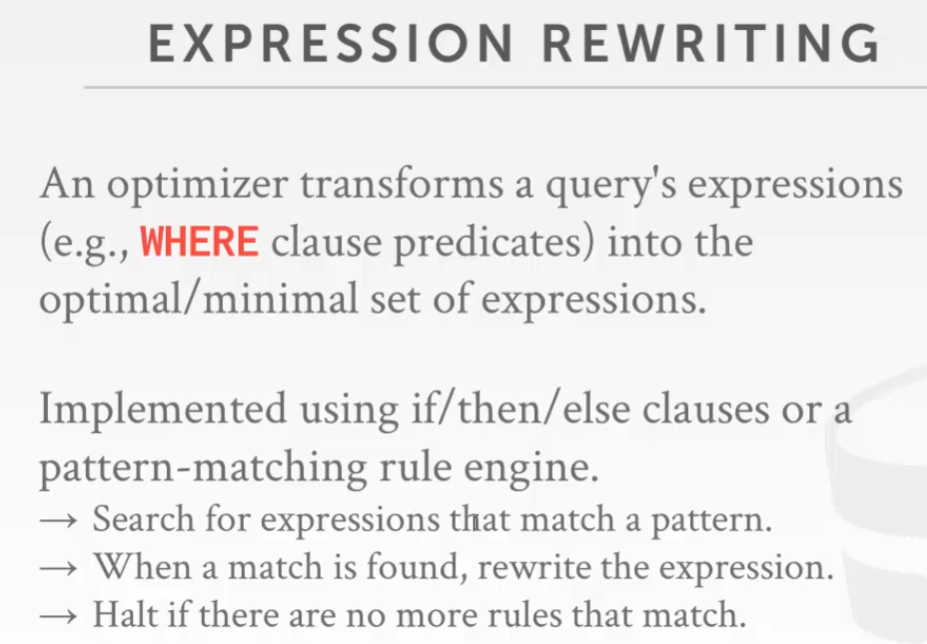 EXPRESSION REWRITING
An optimizer transforms a query's expressions
(e.g., WHERE clause predicates) into the
optimal/minimal set of expressions.
Implemented using if/then/else clauses or a
pattern-matching rule engine.
→ Search for expressions that match a pattern.
→ When a match is found, rewrite the expression.
→ Halt if there are no more rules that match.